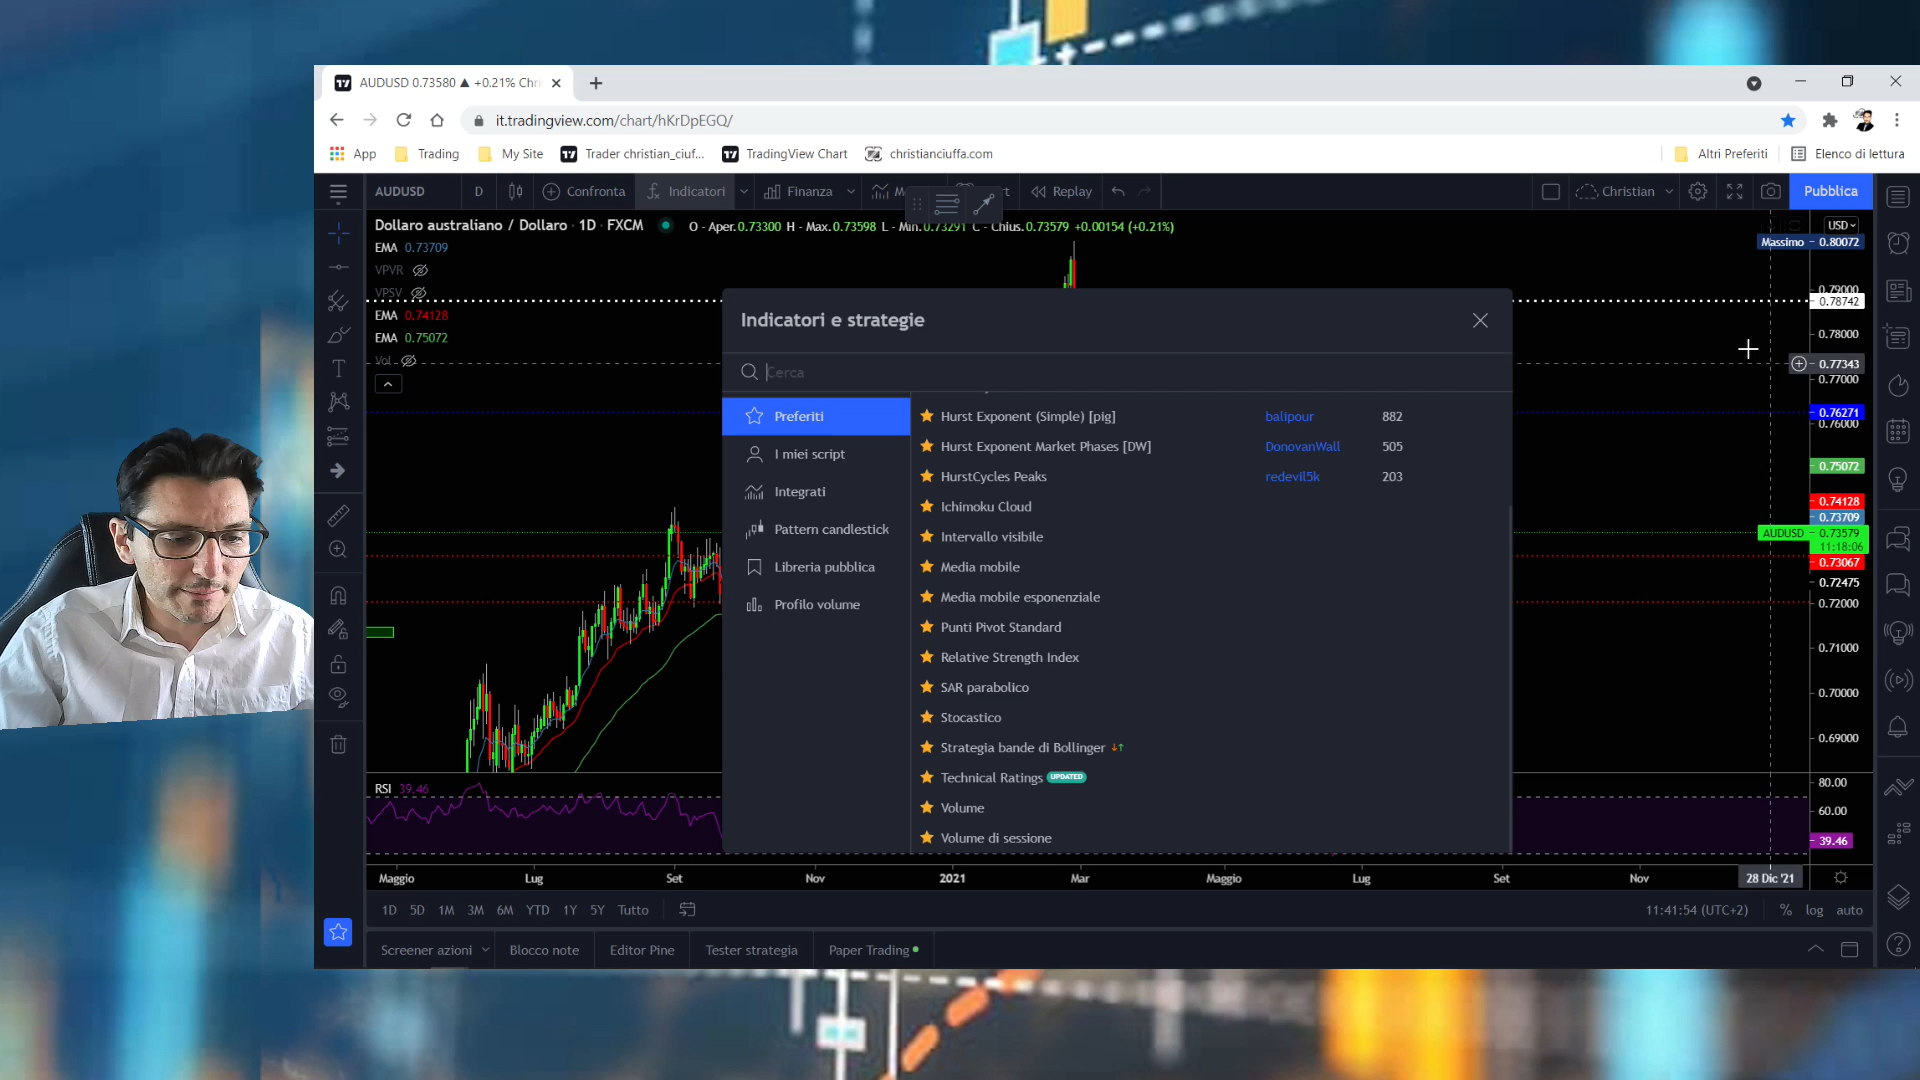 AUDUSD 0.73580 ▲ +0.21% Chr
it.tradingview.com/chart/hKrDpEGQ/
App Trading My Site Trader christian_ciuf... TradingView Chart christianciuffa.com Altri Preferiti Elenco di lettura
AUDUSD D Confronta Indicatori Finanza Replay Christian Pubblica
Dollaro australiano / Dollaro · 1D · FXCM O - Aper.0.73300 H - Max.0.73598 L - Min.0.73291 C - Chius.0.73579 +0.00154 (+0.21%)
USD
Massimo - 0.80072
EMA 0.73709
VPVR
VPSV
EMA 0.74128
EMA 0.75072
Vol
0.79000
0.78742
0.78000
0.77343
0.77000
0.76271
0.76000
0.75072
0.74128
0.73709
AUDUSD - 0.73579
11:18:06
0.73067
0.72475
0.72000
0.71000
0.70000
0.69000
80.00
60.00
39.46
Indicatori e strategie
Cerca
Preferiti
I miei script
Integrati
Pattern candlestick
Libreria pubblica
Profilo volume
Hurst Exponent (Simple) [pig] balipour 882
Hurst Exponent Market Phases [DW] DonovanWall 505
HurstCycles Peaks redevil5k 203
Ichimoku Cloud
Intervallo visibile
Media mobile
Media mobile esponenziale
Punti Pivot Standard
Relative Strength Index
SAR parabolico
Stocastico
Strategia bande di Bollinger
Technical Ratings UPDATED
Volume
Volume di sessione
RSI 39.46
Maggio Lug Set Nov 2021 Mar Maggio Lug Set Nov 28 Dic '21
1D 5D 1M 3M 6M YTD 1Y 5Y Tutto 11:41:54 (UTC+2) % log auto
Screener azioni Blocco note Editor Pine Tester strategia Paper Trading